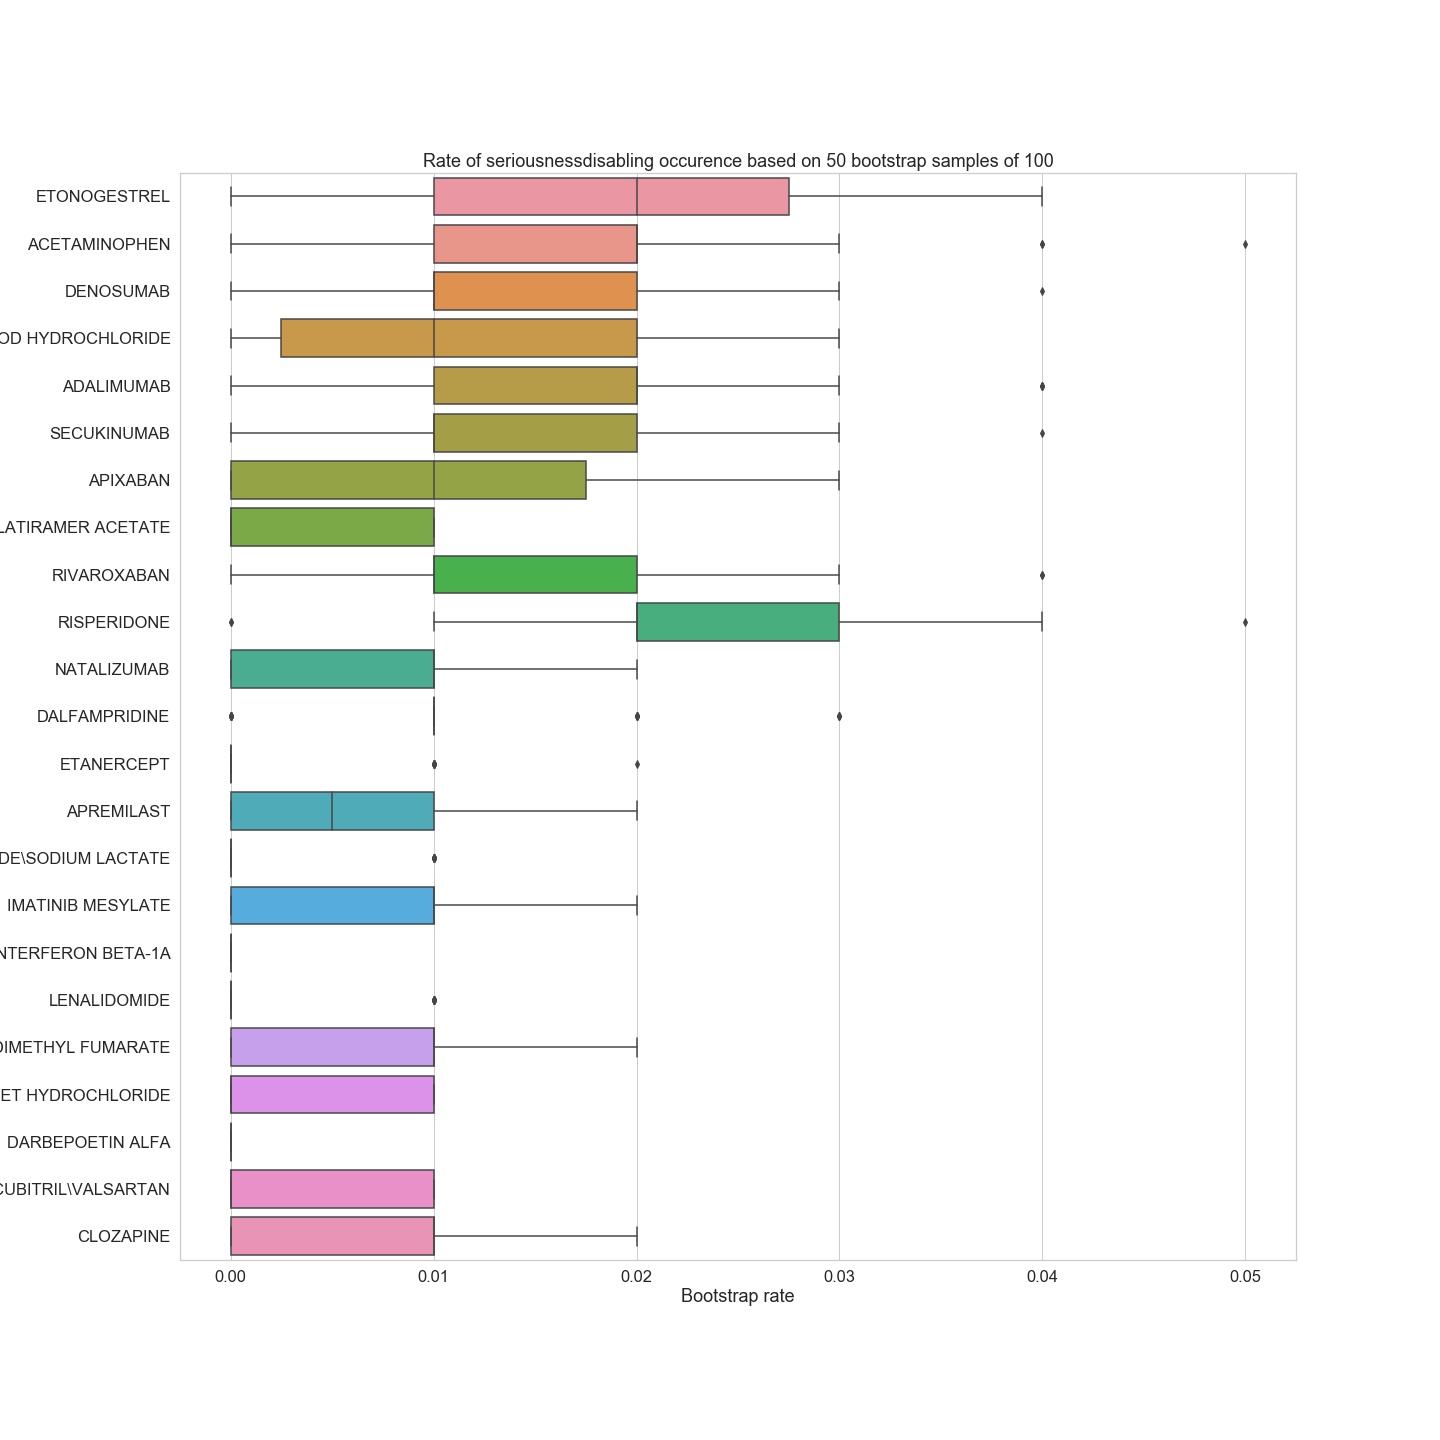 Rate of seriousnessdisabling occurence based on 50 bootstrap samples of 100
ETONOGESTREL
ACETAMINOPHEN
DENOSUMAB
OD HYDROCHLORIDE
ADALIMUMAB
SECUKINUMAB
APIXABAN
LATIRAMER ACETATE
RIVAROXABAN
RISPERIDONE
NATALIZUMAB
DALFAMPRIDINE
ETANERCEPT
APREMILAST
DE\SODIUM LACTATE
IMATINIB MESYLATE
NTERFERON BETA-1A
LENALIDOMIDE
DIMETHYL FUMARATE
ET HYDROCHLORIDE
DARBEPOETIN ALFA
CUBITRIL\VALSARTAN
CLOZAPINE
0.00 0.01 0.02 0.03 0.04 0.05
Bootstrap rate